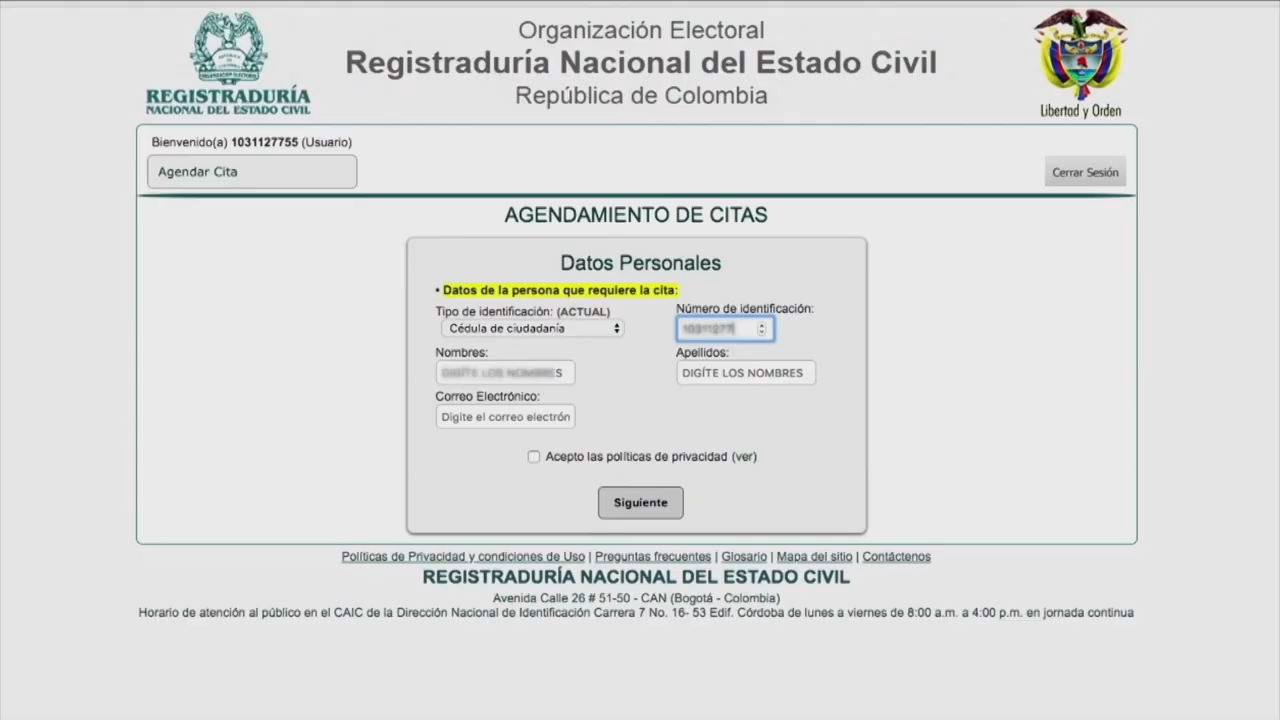 Organización Electoral
Registraduría Nacional del Estado Civil
República de Colombia
REGISTRADURÍA
NACIONAL DEL ESTADO CIVIL
Libertad y Orden
Bienvenido(a) 1031127755 (Usuario)
Agendar Cita
Cerrar Sesión
AGENDAMIENTO DE CITAS
Datos Personales
• Datos de la persona que requiere la cita:
Tipo de identificación: (ACTUAL)
Número de identificación:
Cédula de ciudadanía
Nombres:
Apellidos:
DIGÍTE LOS NOMBRES
Correo Electrónico:
Digite el correo electrón
Acepto las políticas de privacidad (ver)
Siguiente
Políticas de Privacidad y condiciones de Uso | Preguntas frecuentes | Glosario | Mapa del sitio | Contáctenos
REGISTRADURÍA NACIONAL DEL ESTADO CIVIL
Avenida Calle 26 # 51-50 - CAN (Bogotá - Colombia)
Horario de atención al público en el CAIC de la Dirección Nacional de Identificación Carrera 7 No. 16- 53 Edif. Córdoba de lunes a viernes de 8:00 a.m. a 4:00 p.m. en jornada continua